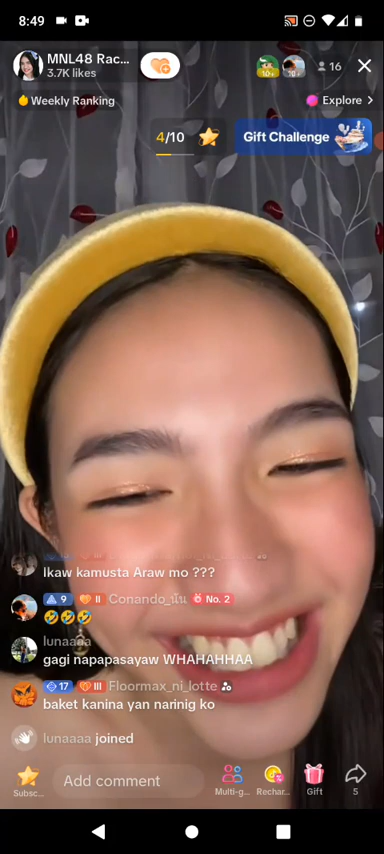 8:49
MNL48 Rac...
3.7K likes
10+
16
Weekly Ranking
Explore
4/10
Gift Challenge
Ikaw kamusta Araw mo ???
9 II Conando_นัน No. 2
🤣🤣🤣
lunaaaa
gagi napapasayaw WHAHAHHAA
17 III Floormax_ni_lotte
baket kanina yan narinig ko
lunaaaa joined
Subsc...
Add comment
Multi-g...
Rechar...
Gift
5